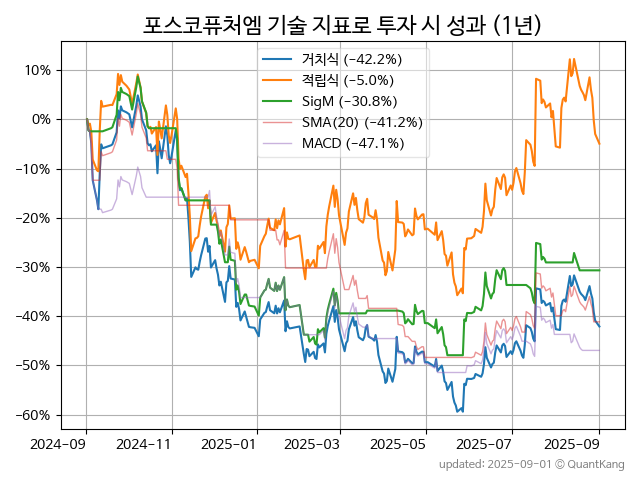 포스코퓨처엠 기술 지표로 투자 시 성과 (1년)
거치식 (−42.2%)
적립식 (−5.0%)
SigM (−30.8%)
SMA(20) (−41.2%)
MACD (−47.1%)
10%
0%
−10%
−20%
−30%
−40%
−50%
−60%
2024-09 2024-11 2025-01 2025-03 2025-05 2025-07 2025-09
updated: 2025-09-01 © QuantKang